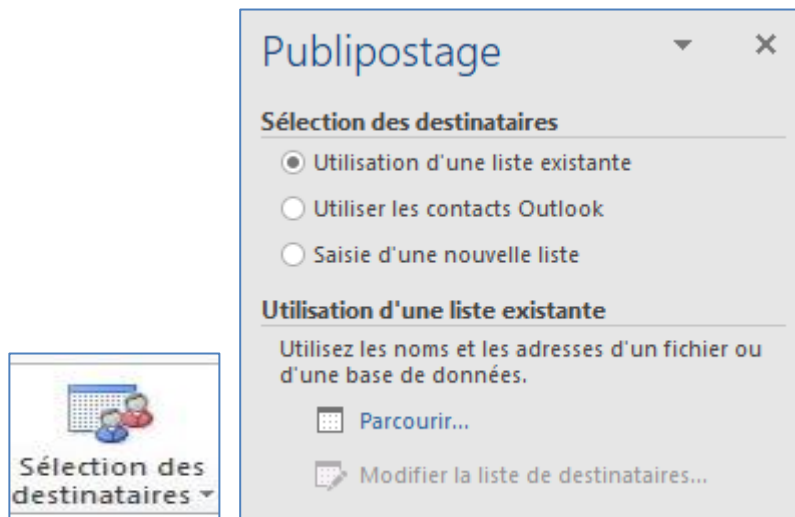 Publipostage
Sélection des destinataires
Utilisation d'une liste existante
Utiliser les contacts Outlook
Saisie d'une nouvelle liste
Utilisation d'une liste existante
Utilisez les noms et les adresses d'un fichier ou
d'une base de données.
Parcourir...
Modifier la liste de destinataires...
Sélection des
destinataires